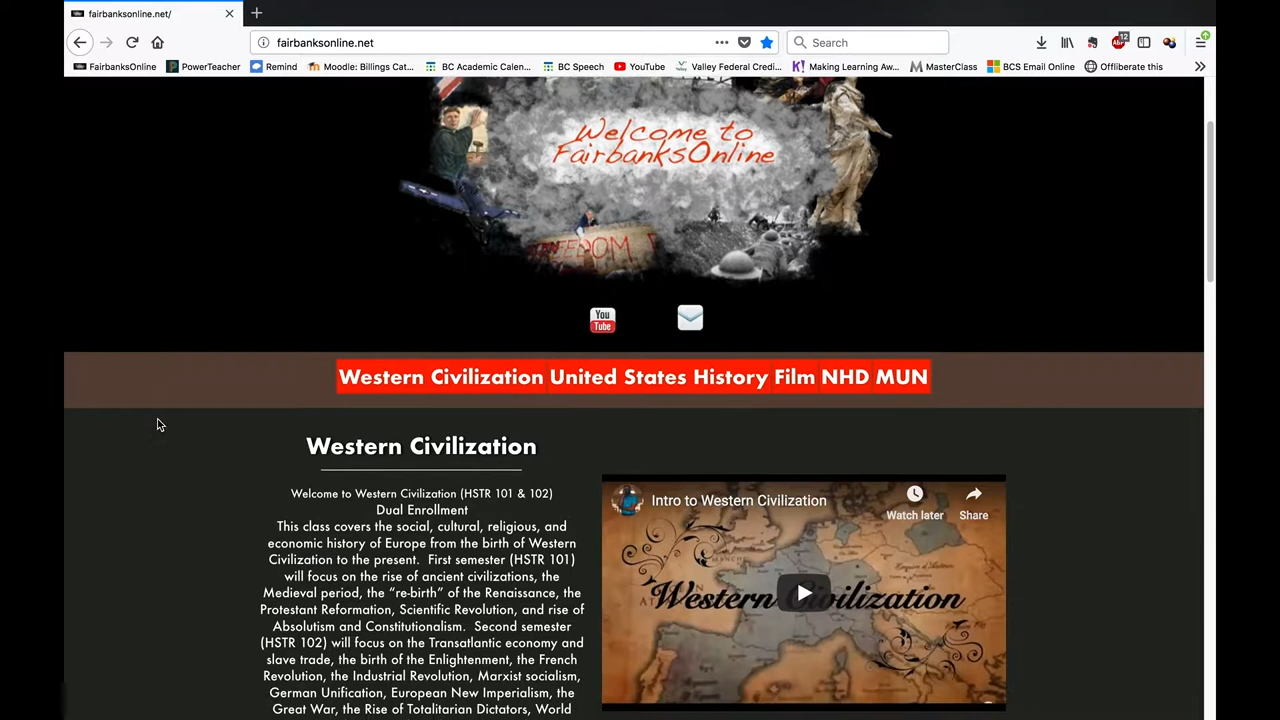 fairbanksonline.net/
fairbanksonline.net
Search
12
FairbanksOnline PowerTeacher Remind Moodle: Billings Cat... BC Academic Calen... BC Speech YouTube Valley Federal Credi... Making Learning Aw... MasterClass BCS Email Online Offliberate this
Welcome to
FairbanksOnline
FREEDOM
You
Tube
Western Civilization United States History Film NHD MUN
Western Civilization
Welcome to Western Civilization (HSTR 101 & 102)
Dual Enrollment
This class covers the social, cultural, religious, and
economic history of Europe from the birth of Western
Civilization to the present. First semester (HSTR 101)
will focus on the rise of ancient civilizations, the
Medieval period, the “re-birth” of the Renaissance, the
Protestant Reformation, Scientific Revolution, and rise of
Absolutism and Constitutionalism. Second semester
(HSTR 102) will focus on the Transatlantic economy and
slave trade, the birth of the Enlightenment, the French
Revolution, the Industrial Revolution, Marxist socialism,
German Unification, European New Imperialism, the
Great War, the Rise of Totalitarian Dictators, World
Intro to Western Civilization
Watch later
Share
Western Civilization